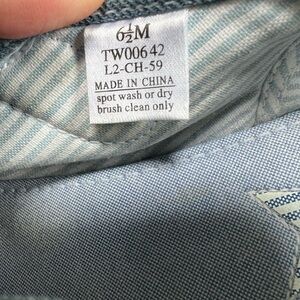 6½M
TW00642
L2-CH-59
MADE IN CHINA
spot wash or dry
brush clean only